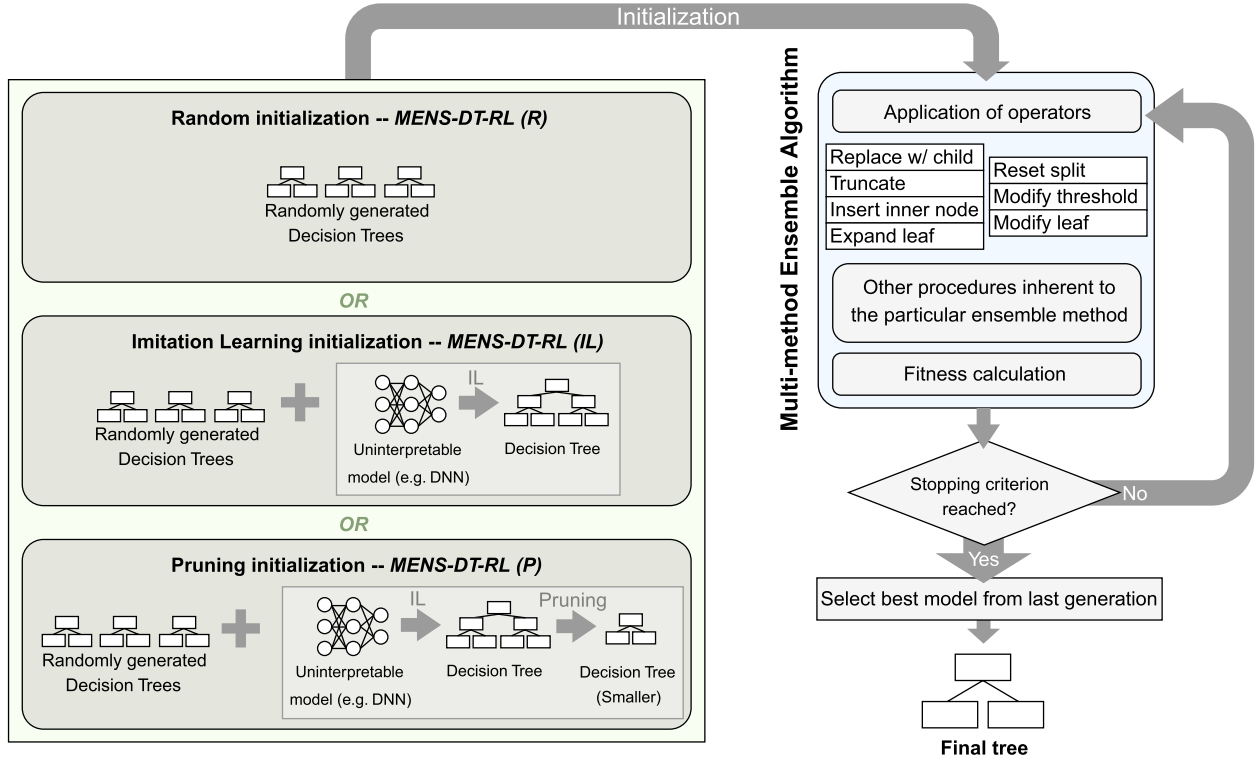 Initialization
Random initialization -- MENS-DT-RL (R)
Randomly generated
Decision Trees
OR
Imitation Learning initialization -- MENS-DT-RL (IL)
Randomly generated
Decision Trees
IL
Uninterpretable
model (e.g. DNN)
Decision Tree
OR
Pruning initialization -- MENS-DT-RL (P)
Randomly generated
Decision Trees
IL
Pruning
Uninterpretable
model (e.g. DNN)
Decision Tree
Decision Tree
(Smaller)
Multi-method Ensemble Algorithm
Application of operators
Replace w/ child
Truncate
Insert inner node
Expand leaf
Reset split
Modify threshold
Modify leaf
Other procedures inherent to
the particular ensemble method
Fitness calculation
Stopping criterion
reached?
No
Yes
Select best model from last generation
Final tree